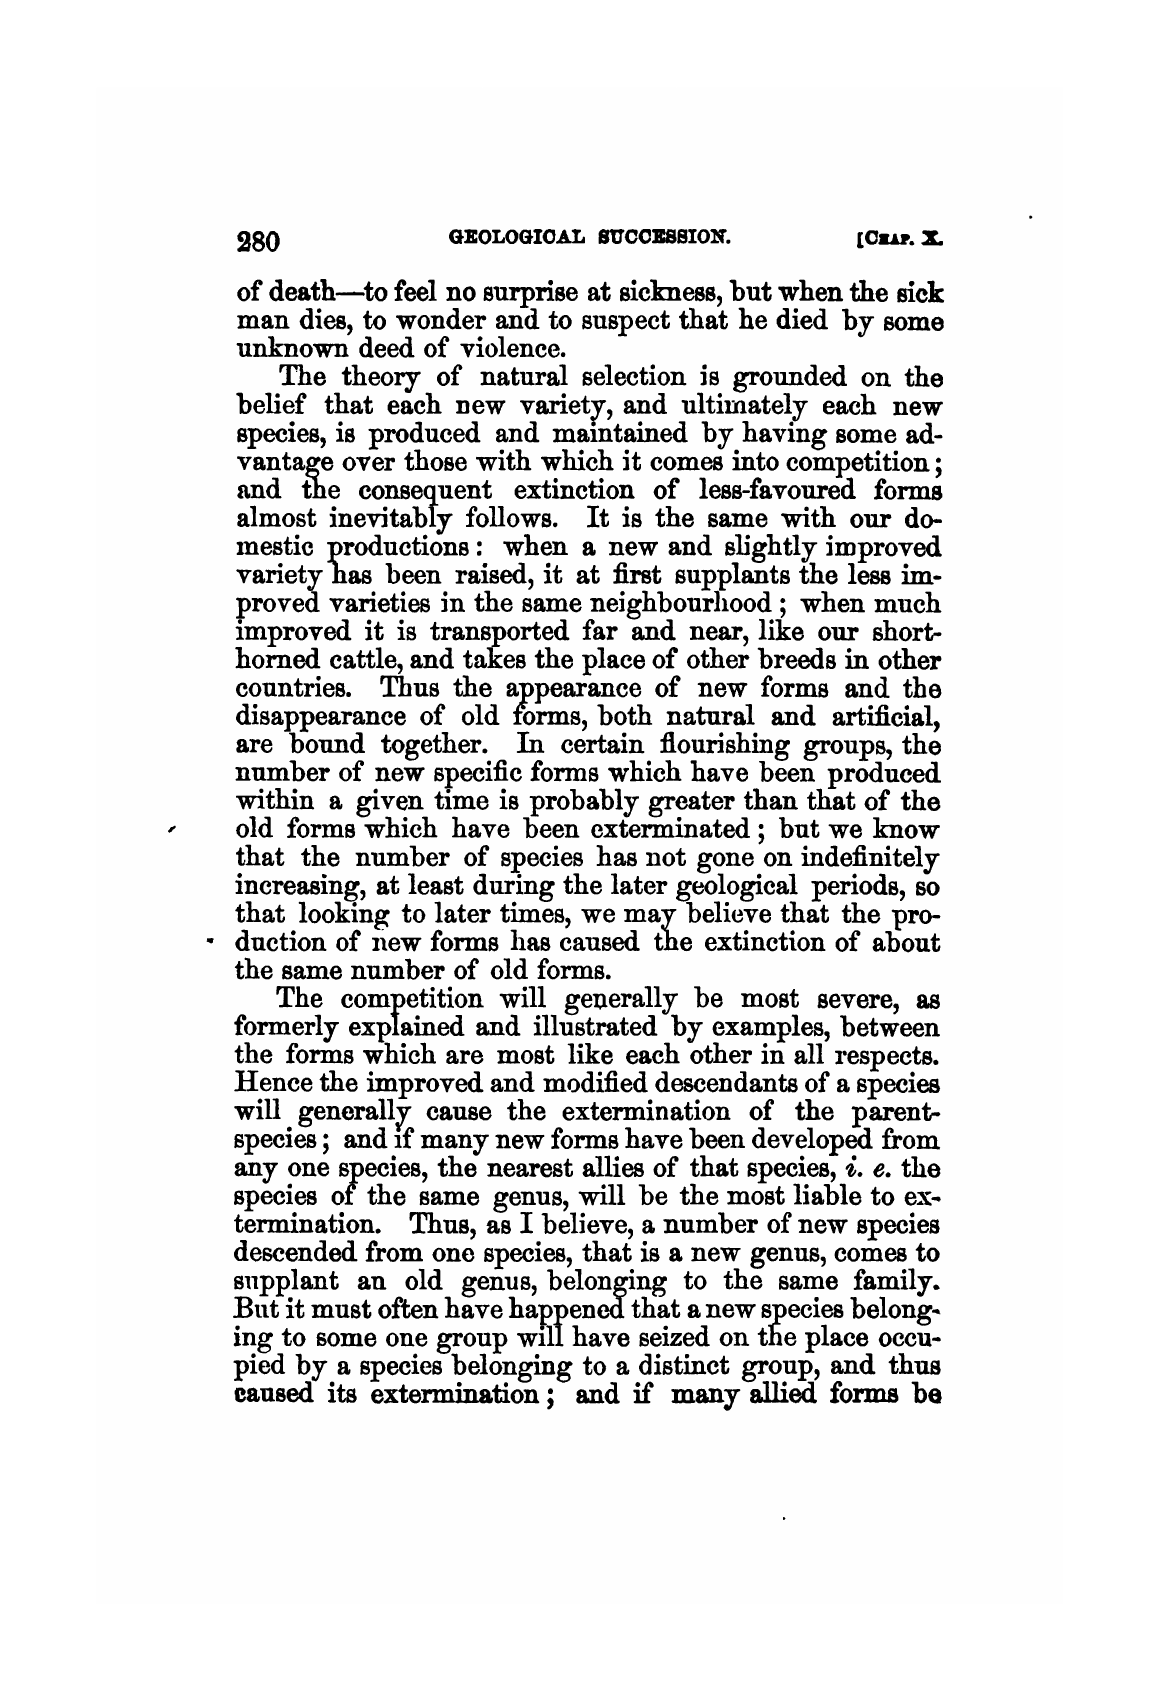 280 GEOLOGICAL SUCCESSION. [CHAP. X.
of death—to feel no surprise at sickness, but when the sick
man dies, to wonder and to suspect that he died by some
unknown deed of violence.
The theory of natural selection is grounded on the
belief that each new variety, and ultimately each new
species, is produced and maintained by having some ad-
vantage over those with which it comes into competition;
and the consequent extinction of less-favoured forms
almost inevitably follows. It is the same with our do-
mestic productions: when a new and slightly improved
variety has been raised, it at first supplants the less im-
proved varieties in the same neighbourhood; when much
improved it is transported far and near, like our short-
horned cattle, and takes the place of other breeds in other
countries. Thus the appearance of new forms and the
disappearance of old forms, both natural and artificial,
are bound together. In certain flourishing groups, the
number of new specific forms which have been produced
within a given time is probably greater than that of the
old forms which have been exterminated; but we know
that the number of species has not gone on indefinitely
increasing, at least during the later geological periods, so
that looking to later times, we may believe that the pro-
duction of new forms has caused the extinction of about
the same number of old forms.
The competition will generally be most severe, as
formerly explained and illustrated by examples, between
the forms which are most like each other in all respects.
Hence the improved and modified descendants of a species
will generally cause the extermination of the parent-
species; and if many new forms have been developed from
any one species, the nearest allies of that species, i. e. the
species of the same genus, will be the most liable to ex-
termination. Thus, as I believe, a number of new species
descended from one species, that is a new genus, comes to
supplant an old genus, belonging to the same family.
But it must often have happened that a new species belong-
ing to some one group will have seized on the place occu-
pied by a species belonging to a distinct group, and thus
caused its extermination; and if many allied forms be